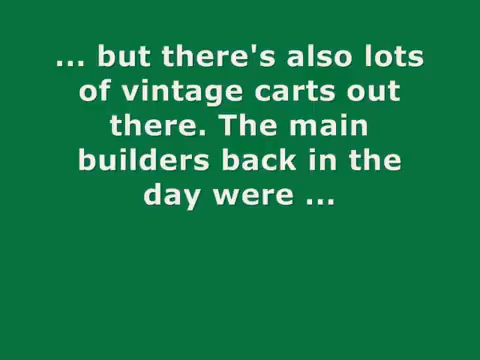 ... but there's also lots
of vintage carts out
there. The main
builders back in the
day were ...